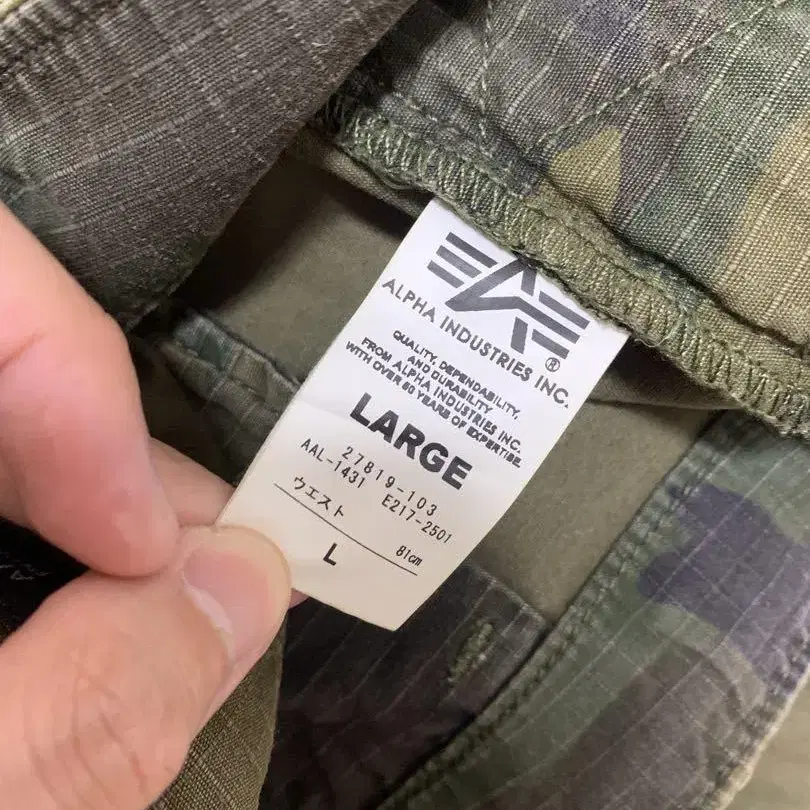 ALPHA INDUSTRIES INC.®
QUALITY, DEPENDABILITY,
AND DURABILITY,
FROM ALPHA INDUSTRIES INC.
WITH OVER 50 YEARS OF EXPERTISE.
LARGE
27819-103
AAL-1431 E217-2501
ウエスト 81cm
L